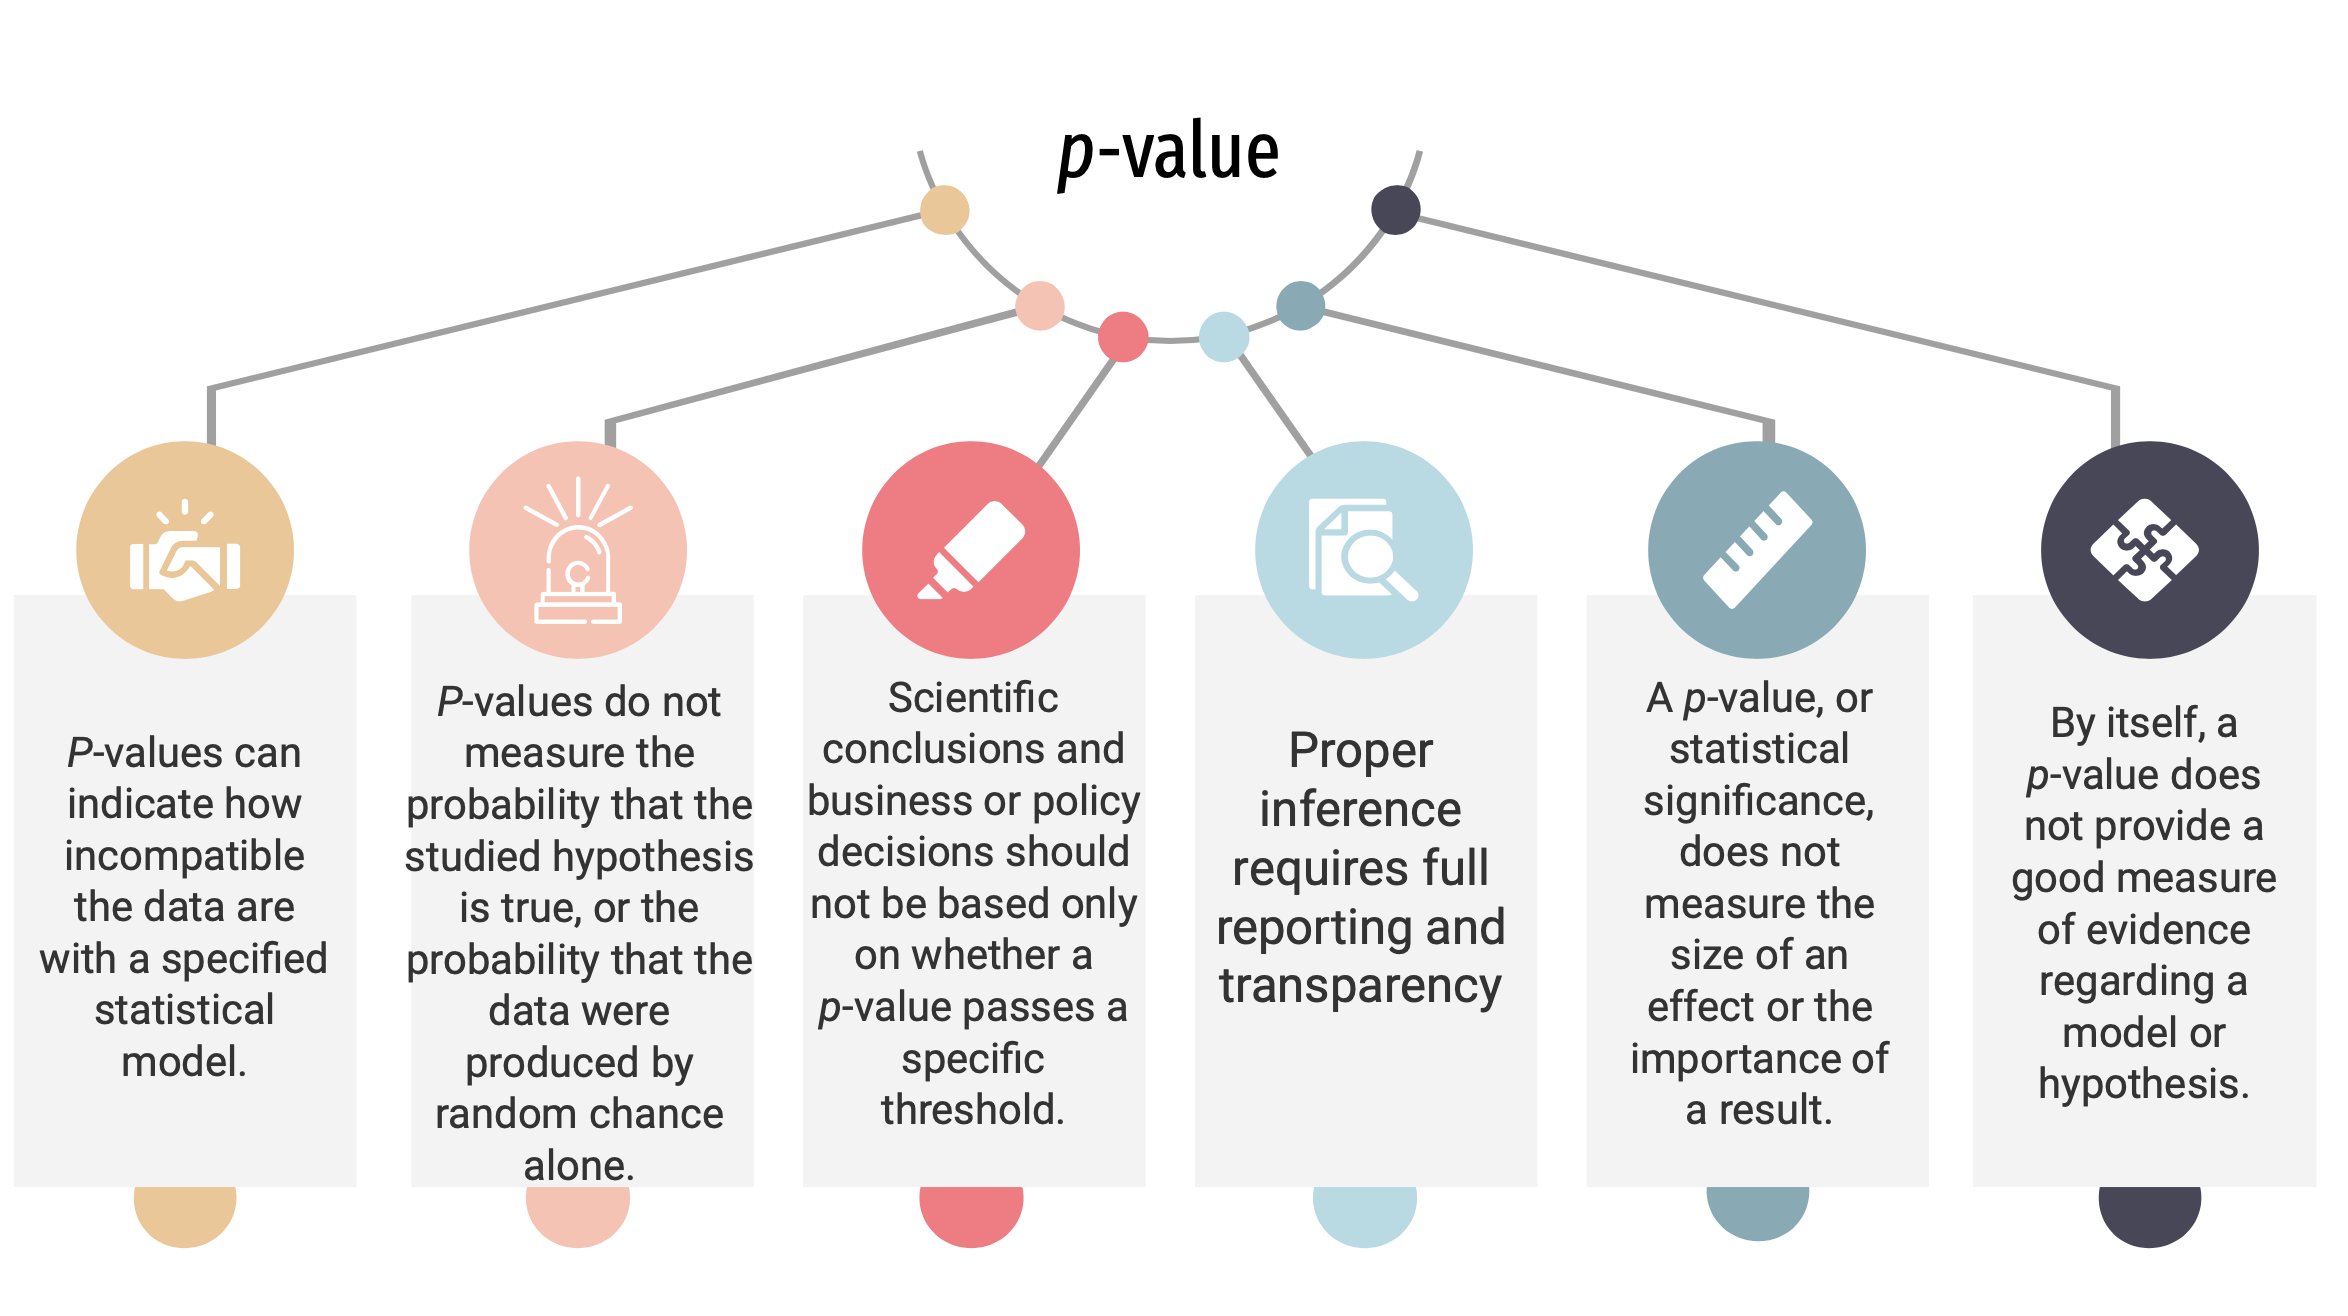 p-value
P-values can
indicate how
incompatible
the data are
with a specified
statistical
model.
P-values do not
measure the
probability that the
studied hypothesis
is true, or the
probability that the
data were
produced by
random chance
alone.
Scientific
conclusions and
business or policy
decisions should
not be based only
on whether a
p-value passes a
specific
threshold.
Proper
inference
requires full
reporting and
transparency
A p-value, or
statistical
significance,
does not
measure the
size of an
effect or the
importance of
a result.
By itself, a
p-value does
not provide a
good measure
of evidence
regarding a
model or
hypothesis.